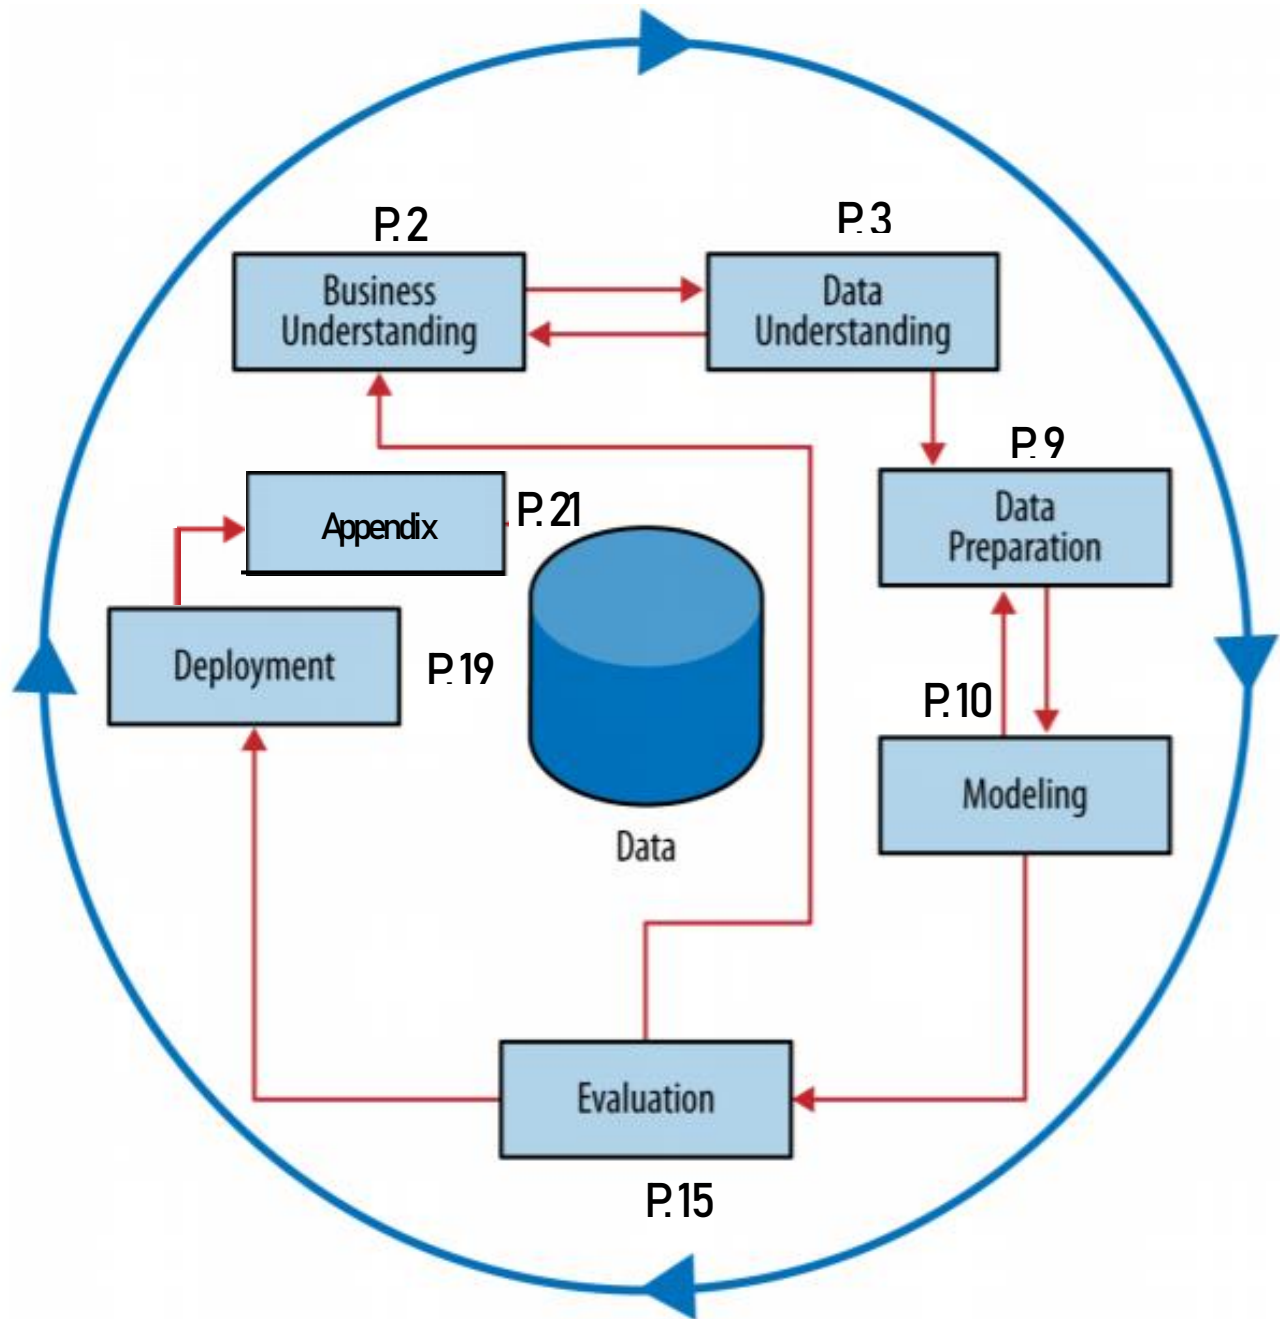 P.2
Business
Understanding
P.3
Data
Understanding
P.9
Data
Preparation
Appendix
P.21
Deployment
P.19
P.10
Modeling
Data
Evaluation
P.15